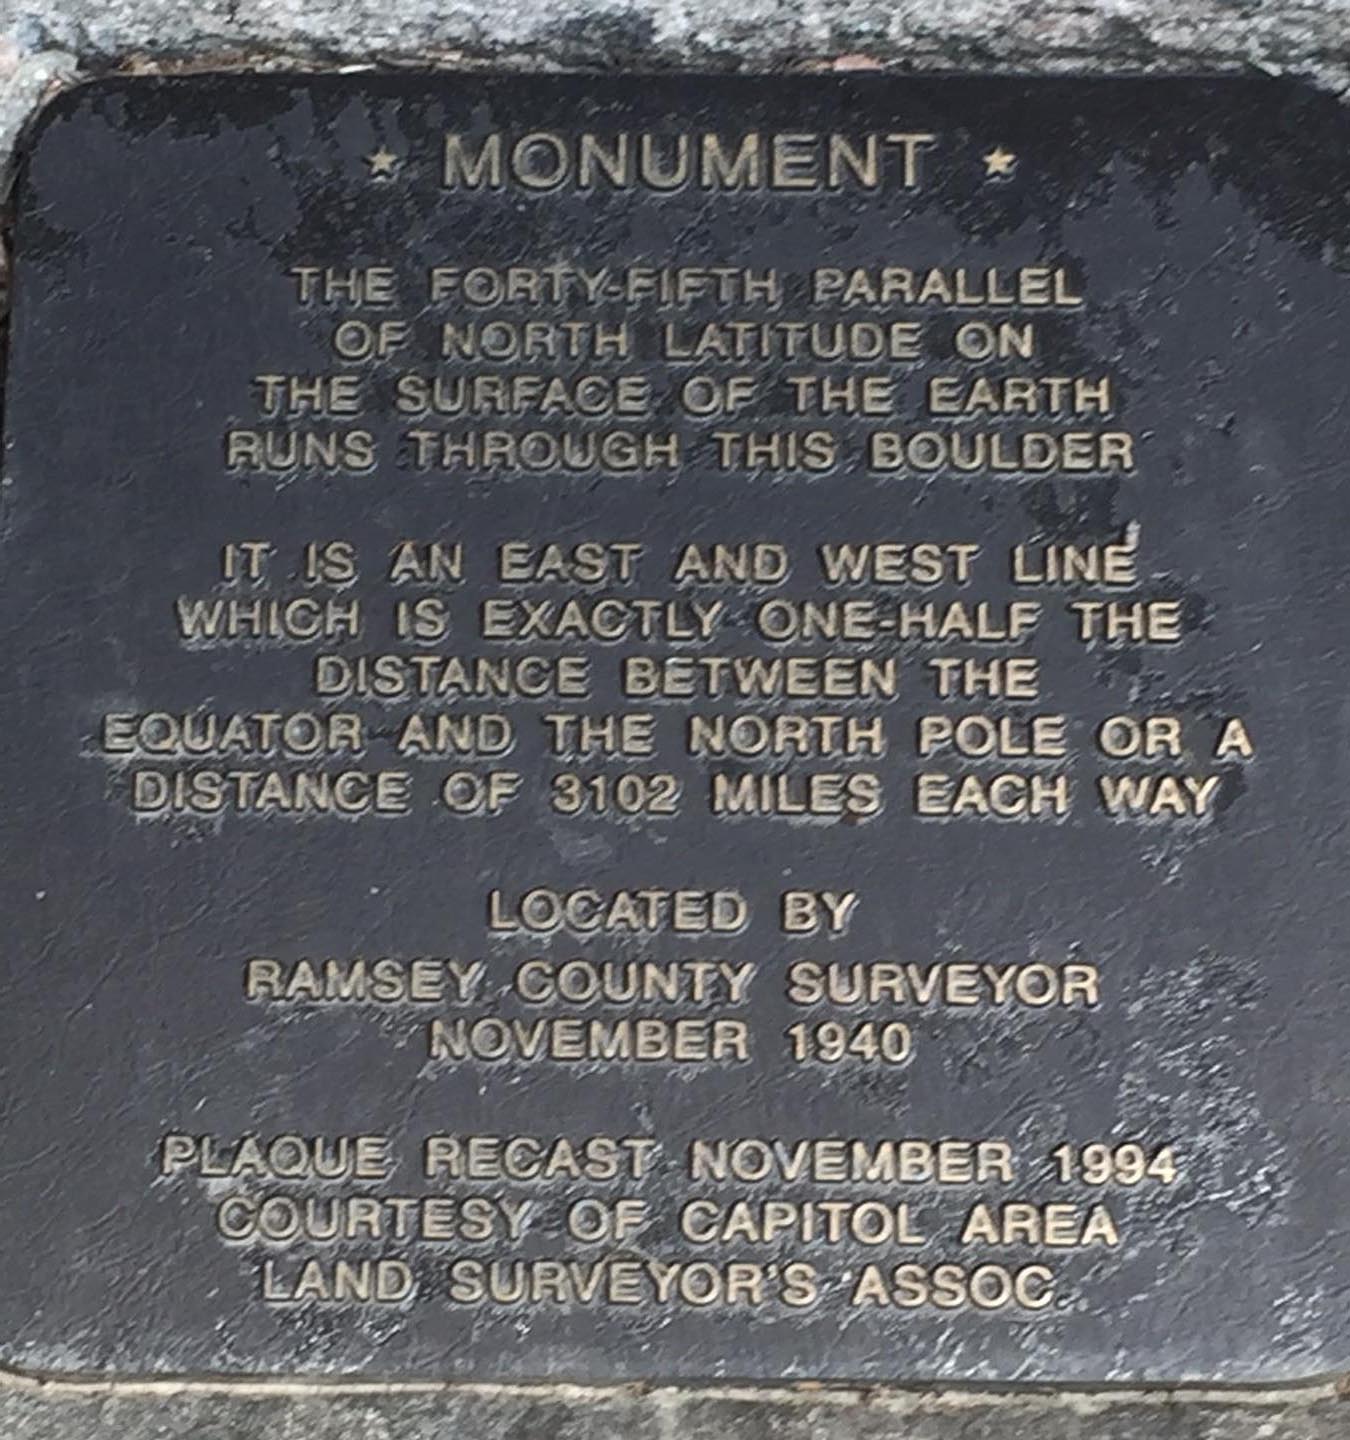 ★ MONUMENT ★
THE FORTY-FIFTH PARALLEL
OF NORTH LATITUDE ON
THE SURFACE OF THE EARTH
RUNS THROUGH THIS BOULDER
IT IS AN EAST AND WEST LINE
WHICH IS EXACTLY ONE-HALF THE
DISTANCE BETWEEN THE
EQUATOR AND THE NORTH POLE OR A
DISTANCE OF 3102 MILES EACH WAY
LOCATED BY
RAMSEY COUNTY SURVEYOR
NOVEMBER 1940
PLAQUE RECAST NOVEMBER 1994
COURTESY OF CAPITOL AREA
LAND SURVEYOR'S ASSOC.